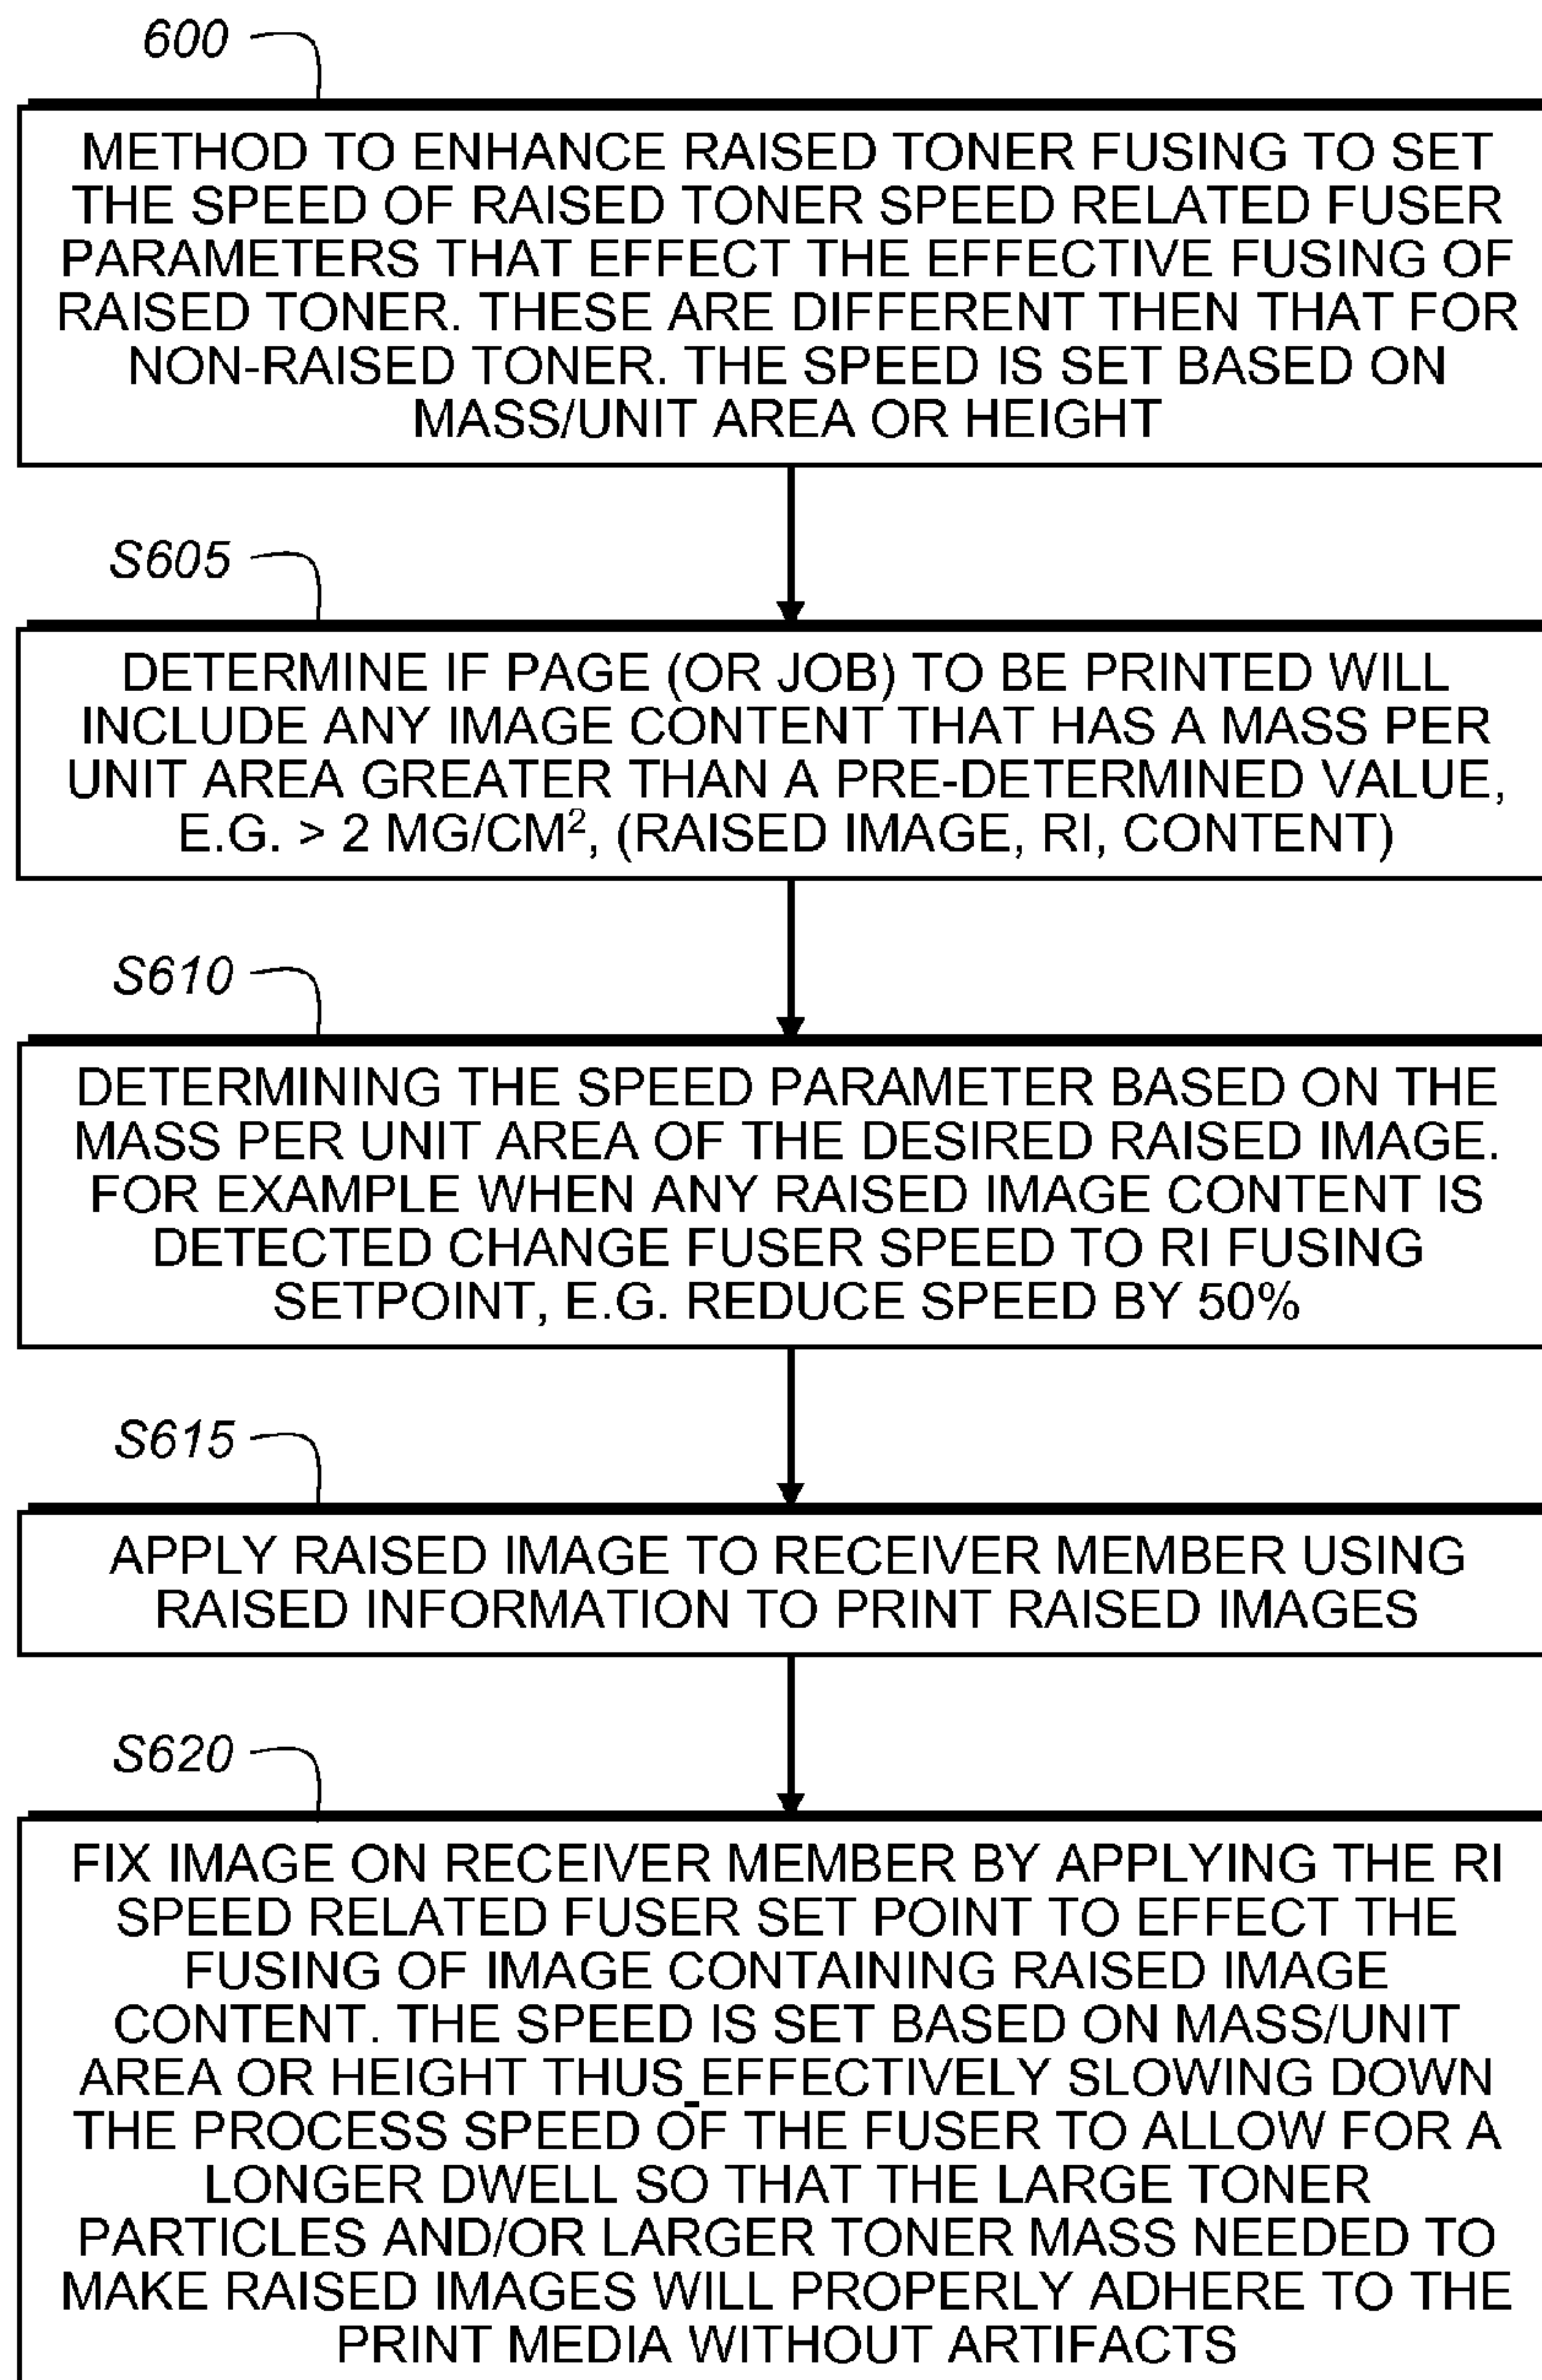 600
METHOD TO ENHANCE RAISED TONER FUSING TO SET
THE SPEED OF RAISED TONER SPEED RELATED FUSER
PARAMETERS THAT EFFECT THE EFFECTIVE FUSING OF
RAISED TONER. THESE ARE DIFFERENT THEN THAT FOR
NON-RAISED TONER. THE SPEED IS SET BASED ON
MASS/UNIT AREA OR HEIGHT
S605
DETERMINE IF PAGE (OR JOB) TO BE PRINTED WILL
INCLUDE ANY IMAGE CONTENT THAT HAS A MASS PER
UNIT AREA GREATER THAN A PRE-DETERMINED VALUE,
E.G. > 2 MG/CM², (RAISED IMAGE, RI, CONTENT)
S610
DETERMINING THE SPEED PARAMETER BASED ON THE
MASS PER UNIT AREA OF THE DESIRED RAISED IMAGE.
FOR EXAMPLE WHEN ANY RAISED IMAGE CONTENT IS
DETECTED CHANGE FUSER SPEED TO RI FUSING
SETPOINT, E.G. REDUCE SPEED BY 50%
S615
APPLY RAISED IMAGE TO RECEIVER MEMBER USING
RAISED INFORMATION TO PRINT RAISED IMAGES
S620
FIX IMAGE ON RECEIVER MEMBER BY APPLYING THE RI
SPEED RELATED FUSER SET POINT TO EFFECT THE
FUSING OF IMAGE CONTAINING RAISED IMAGE
CONTENT. THE SPEED IS SET BASED ON MASS/UNIT
AREA OR HEIGHT THUS EFFECTIVELY SLOWING DOWN
THE PROCESS SPEED OF THE FUSER TO ALLOW FOR A
LONGER DWELL SO THAT THE LARGE TONER
PARTICLES AND/OR LARGER TONER MASS NEEDED TO
MAKE RAISED IMAGES WILL PROPERLY ADHERE TO THE
PRINT MEDIA WITHOUT ARTIFACTS